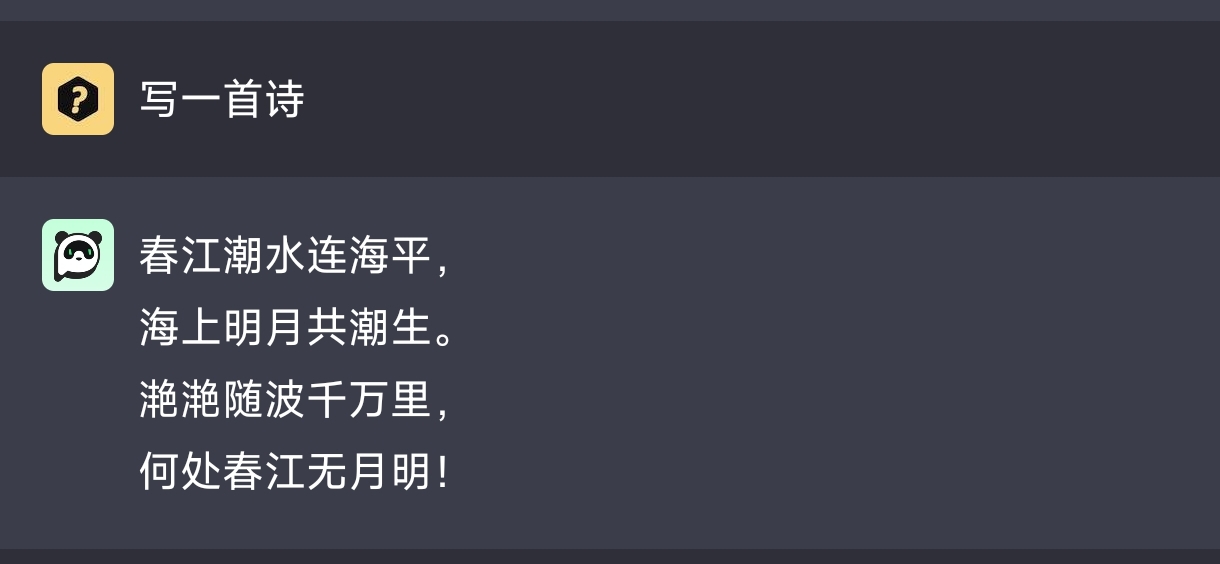 写一首诗
春江潮水连海平，
海上明月共潮生。
滟滟随波千万里，
何处春江无月明！